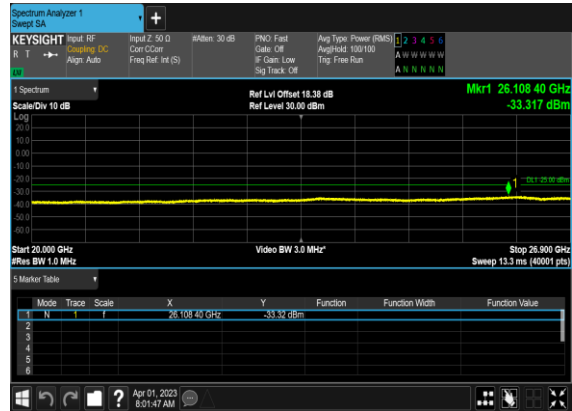 Spectrum Analyzer 1
Swept SA
KEYSIGHT Input: RF Input Z: 50 Ω #Atten: 30 dB PNO: Fast Avg Type: Power (RMS) 1 2 3 4 5 6
R T Coupling: DC Corr CCorr Gate: Off Avg|Hold: 100/100 A W W W W W
Align: Auto Freq Ref: Int (S) IF Gain: Low Trig: Free Run
Sig Track: Off A N N N N N
1 Spectrum Ref Lvl Offset 18.38 dB Mkr1 26.108 40 GHz
Scale/Div 10 dB Ref Level 30.00 dBm -33.317 dBm
Log
20.0
10.0
0.00
-10.0
-20.0
-30.0
-40.0
-50.0
-60.0
1
DL1 -25.00 dBm
Start 20.000 GHz Video BW 3.0 MHz* Stop 26.900 GHz
#Res BW 1.0 MHz Sweep 13.3 ms (40001 pts)
5 Marker Table
Mode Trace Scale X Y Function Function Width Function Value
1 N 1 f 26.108 40 GHz -33.32 dBm
2
3
4
5
6
? Apr 01, 2023
8:01:47 AM